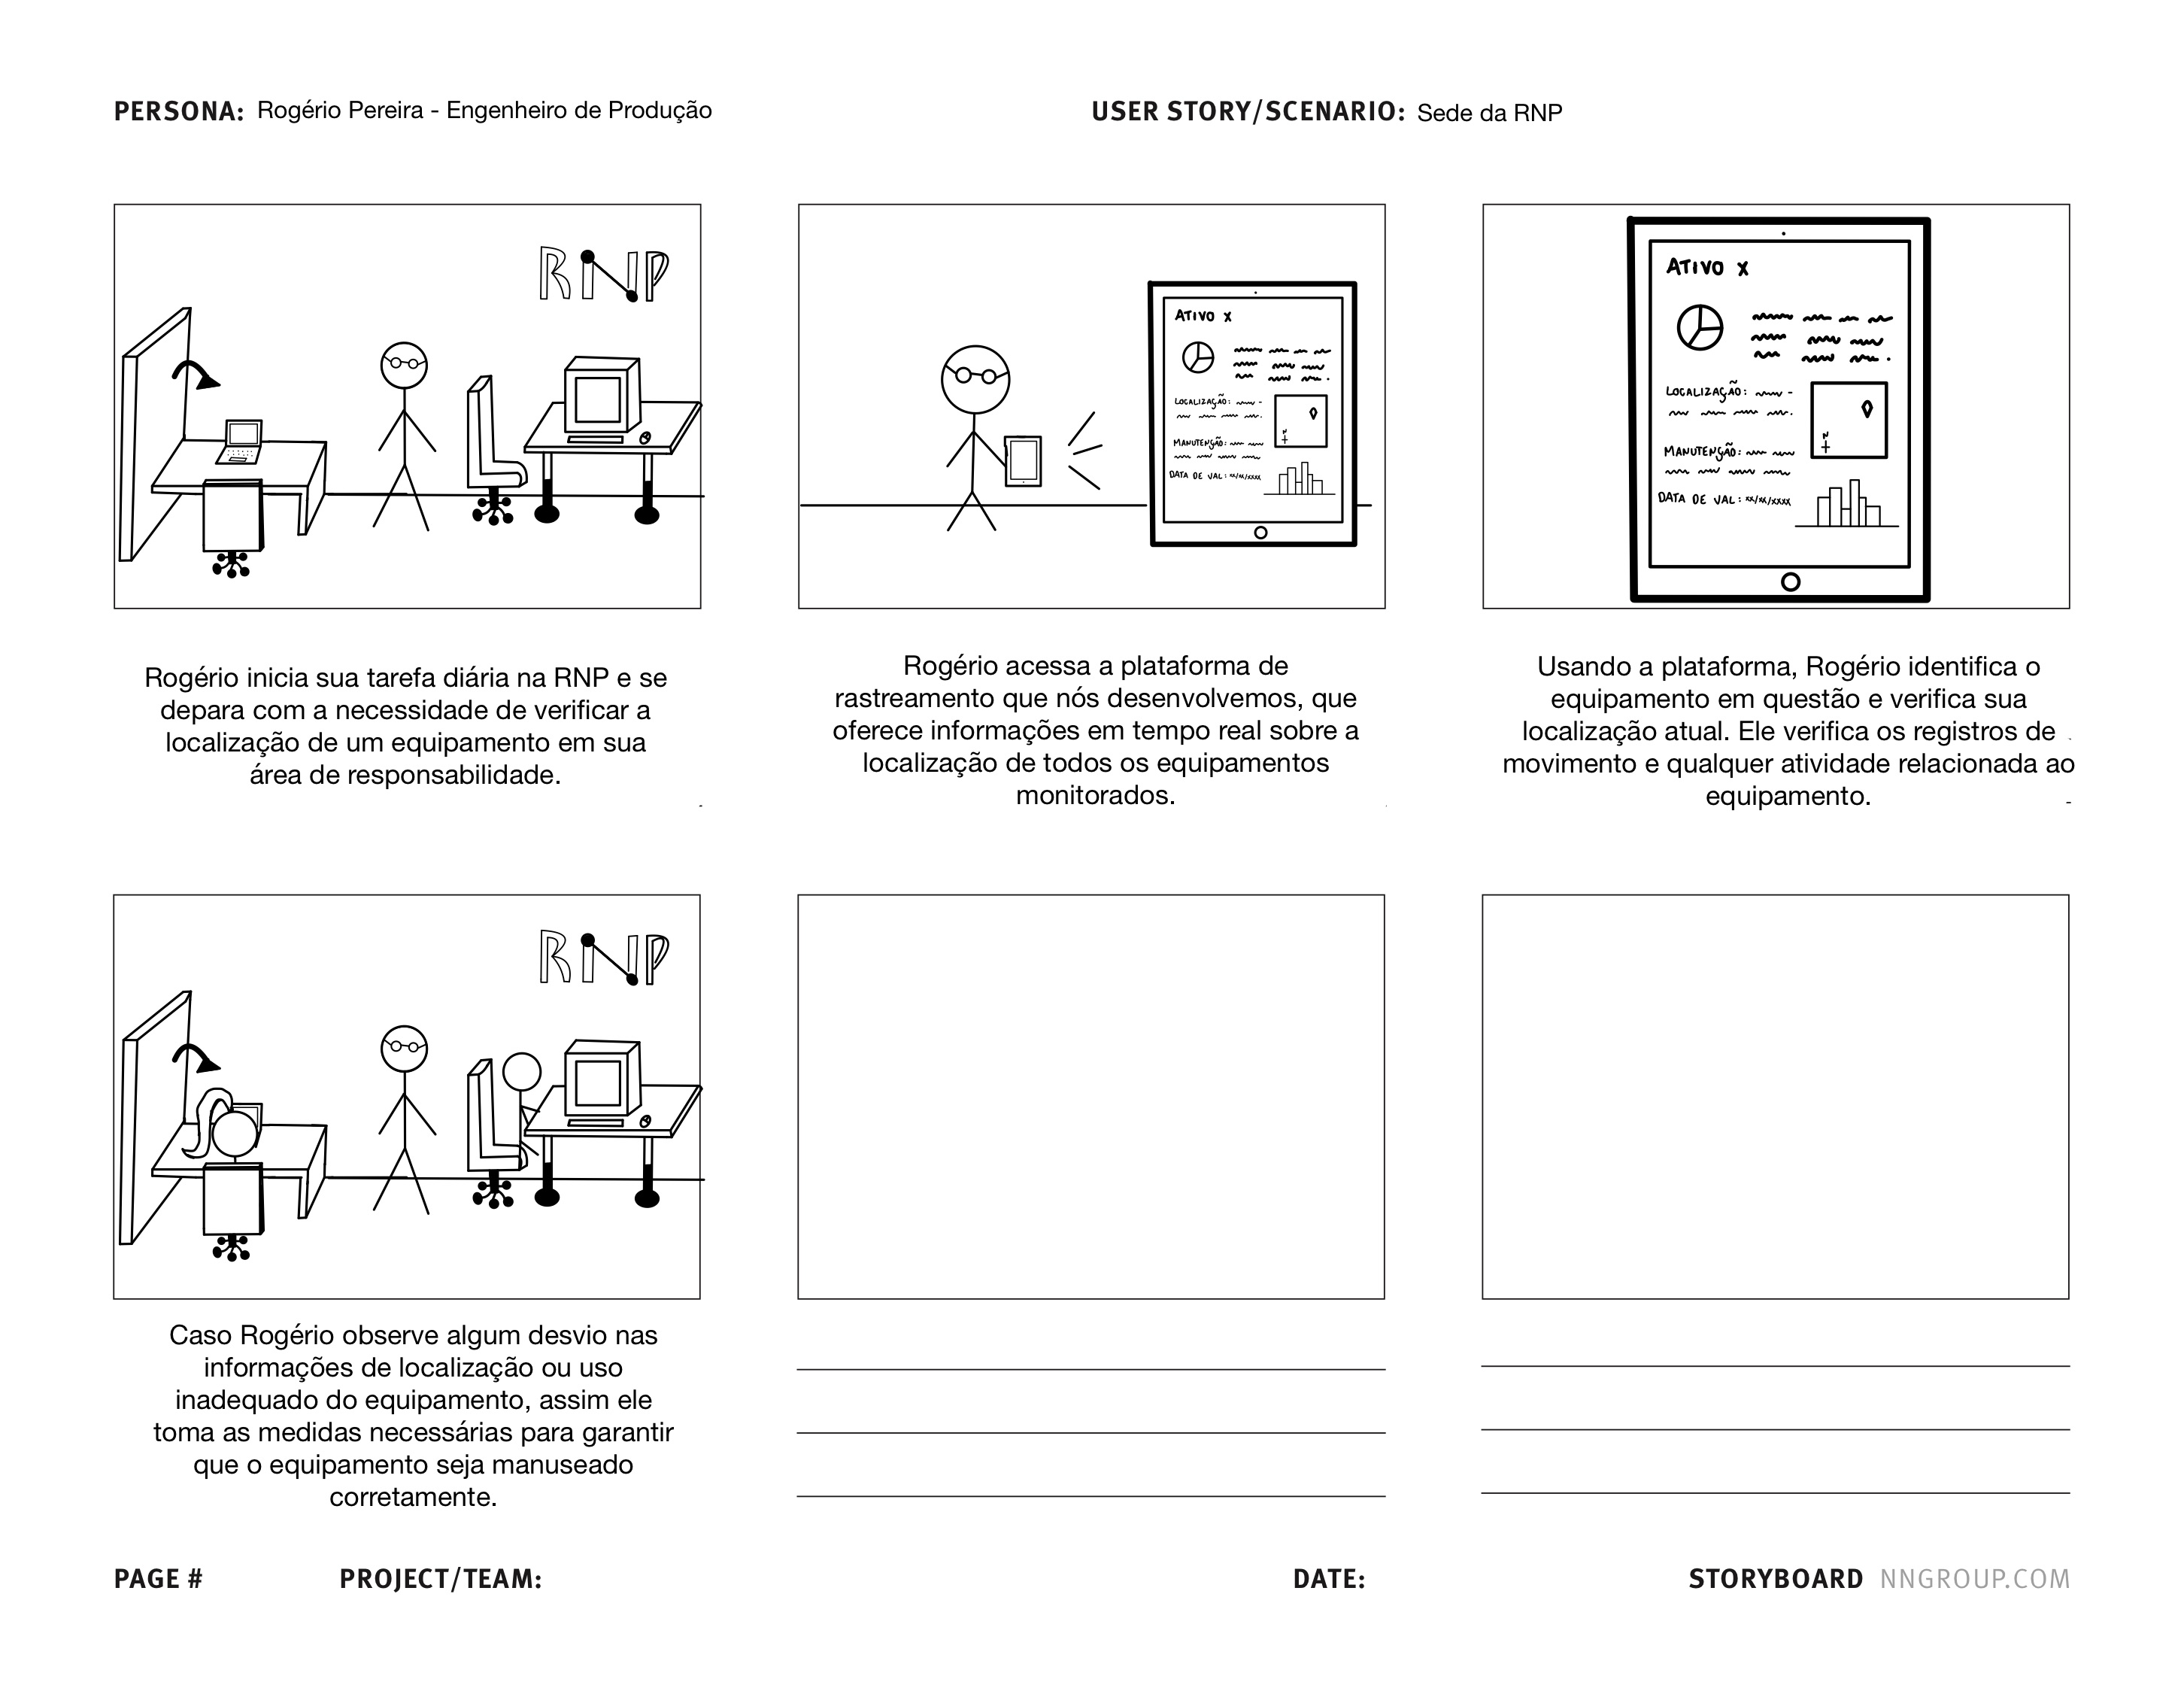 PERSONA: Rogério Pereira - Engenheiro de Produção
USER STORY/SCENARIO: Sede da RNP
RNP
ATIVO X
LOCALIZAÇÃO:
MANUTENÇÃO:
DATA DE VAL: XX/XX/XXXX
ATIVO X
LOCALIZAÇÃO:
MANUTENÇÃO:
DATA DE VAL: XX/XX/XXXX
Rogério inicia sua tarefa diária na RNP e se
depara com a necessidade de verificar a
localização de um equipamento em sua
área de responsabilidade.
Rogério acessa a plataforma de
rastreamento que nós desenvolvemos, que
oferece informações em tempo real sobre a
localização de todos os equipamentos
monitorados.
Usando a plataforma, Rogério identifica o
equipamento em questão e verifica sua
localização atual. Ele verifica os registros de
movimento e qualquer atividade relacionada ao
equipamento.
RNP
Caso Rogério observe algum desvio nas
informações de localização ou uso
inadequado do equipamento, assim ele
toma as medidas necessárias para garantir
que o equipamento seja manuseado
corretamente.
PAGE #
PROJECT/TEAM:
DATE:
STORYBOARD NNGROUP.COM